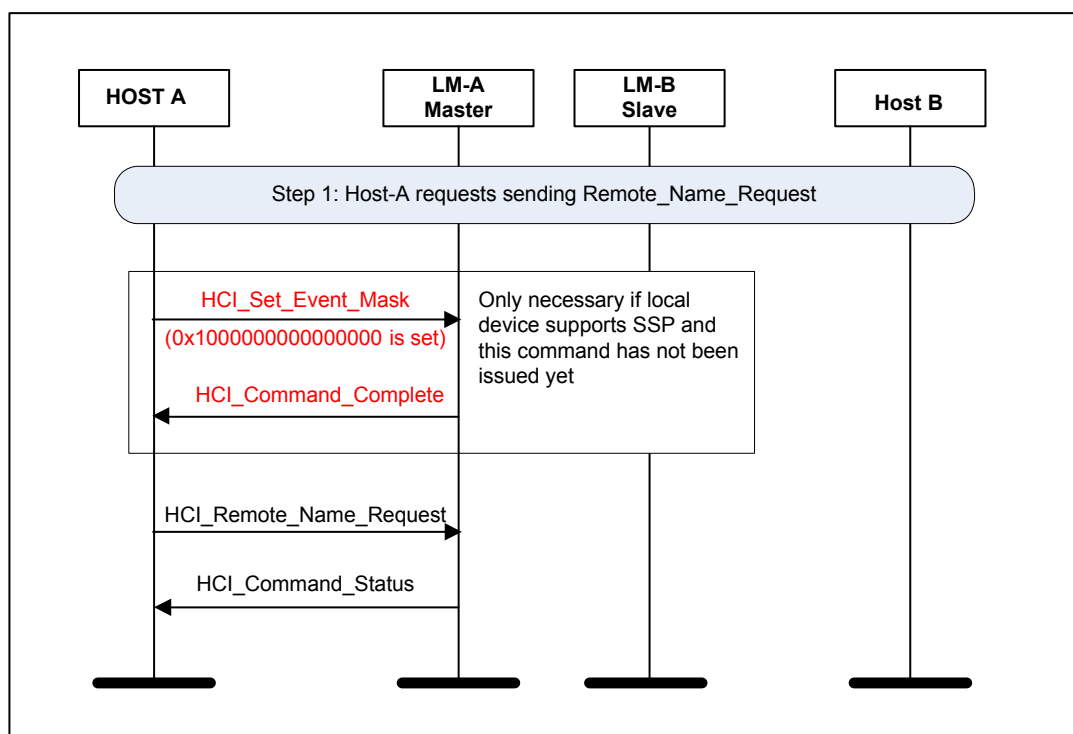 HOST A
LM-A
Master
LM-B
Slave
Host B
Step 1: Host-A requests sending Remote_Name_Request
HCI_Set_Event_Mask
(0x1000000000000000 is set)
Only necessary if local
device supports SSP and
this command has not been
issued yet
HCI_Command_Complete
HCI_Remote_Name_Request
HCI_Command_Status